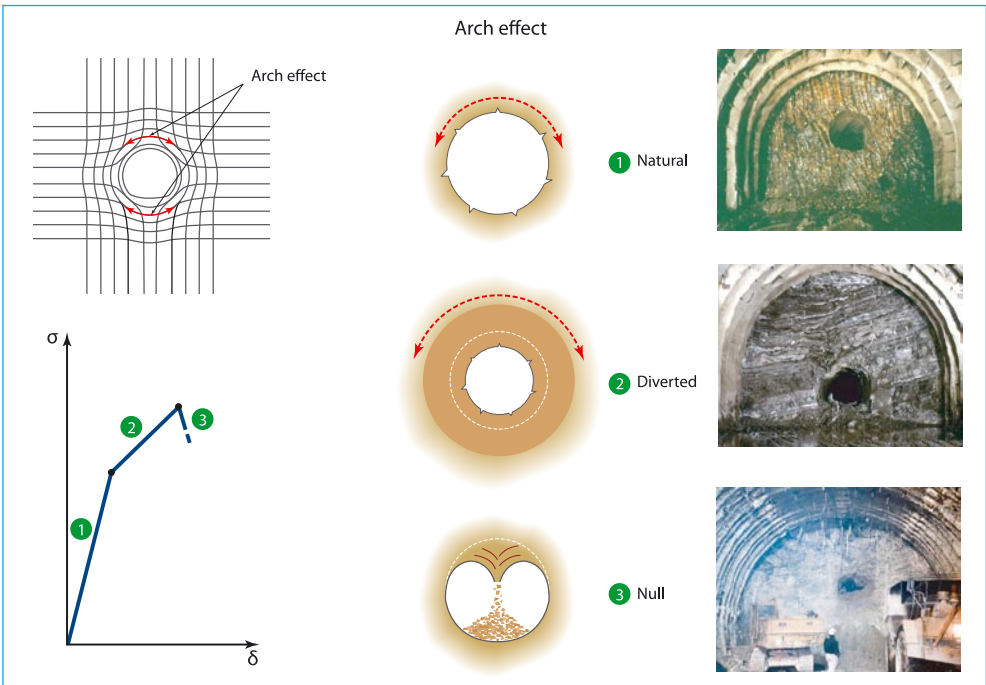 Arch effect
Arch effect
1 Natural
2 Diverted
σ
2
3
1
3 Null
δ